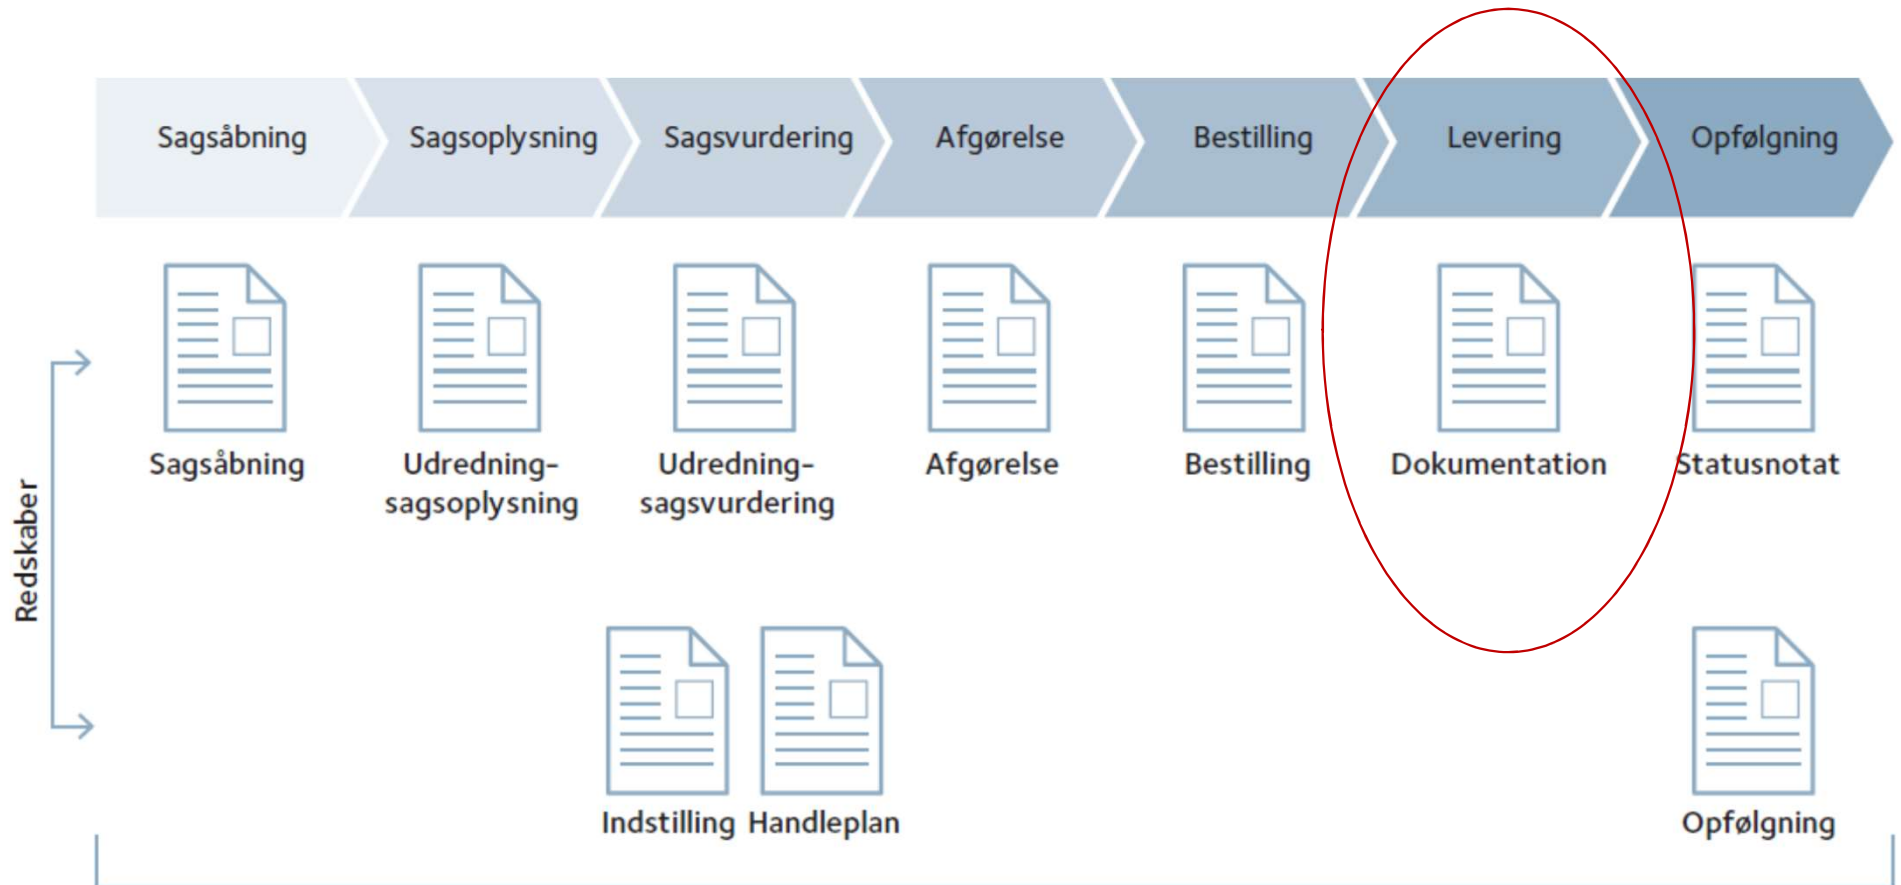 Sagsåbning
Sagsoplysning
Sagsvurdering
Afgørelse
Bestilling
Levering
Opfølgning
Redskaber
Sagsåbning
Udredning-
sagsoplysning
Udredning-
sagsvurdering
Afgørelse
Bestilling
Dokumentation
Statusnotat
Indstilling
Handleplan
Opfølgning